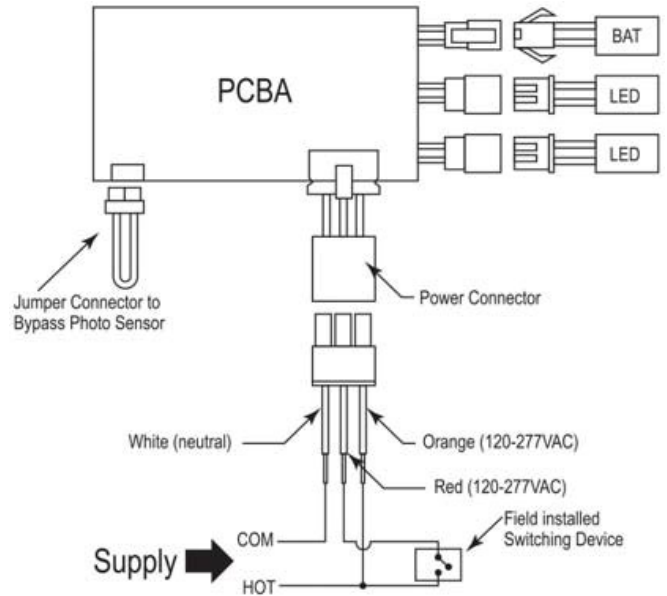 PCBA
BAT
LED
LED
Jumper Connector to
Bypass Photo Sensor
Power Connector
White (neutral)
Orange (120-277VAC)
Red (120-277VAC)
Field installed
Switching Device
COM
Supply
HOT